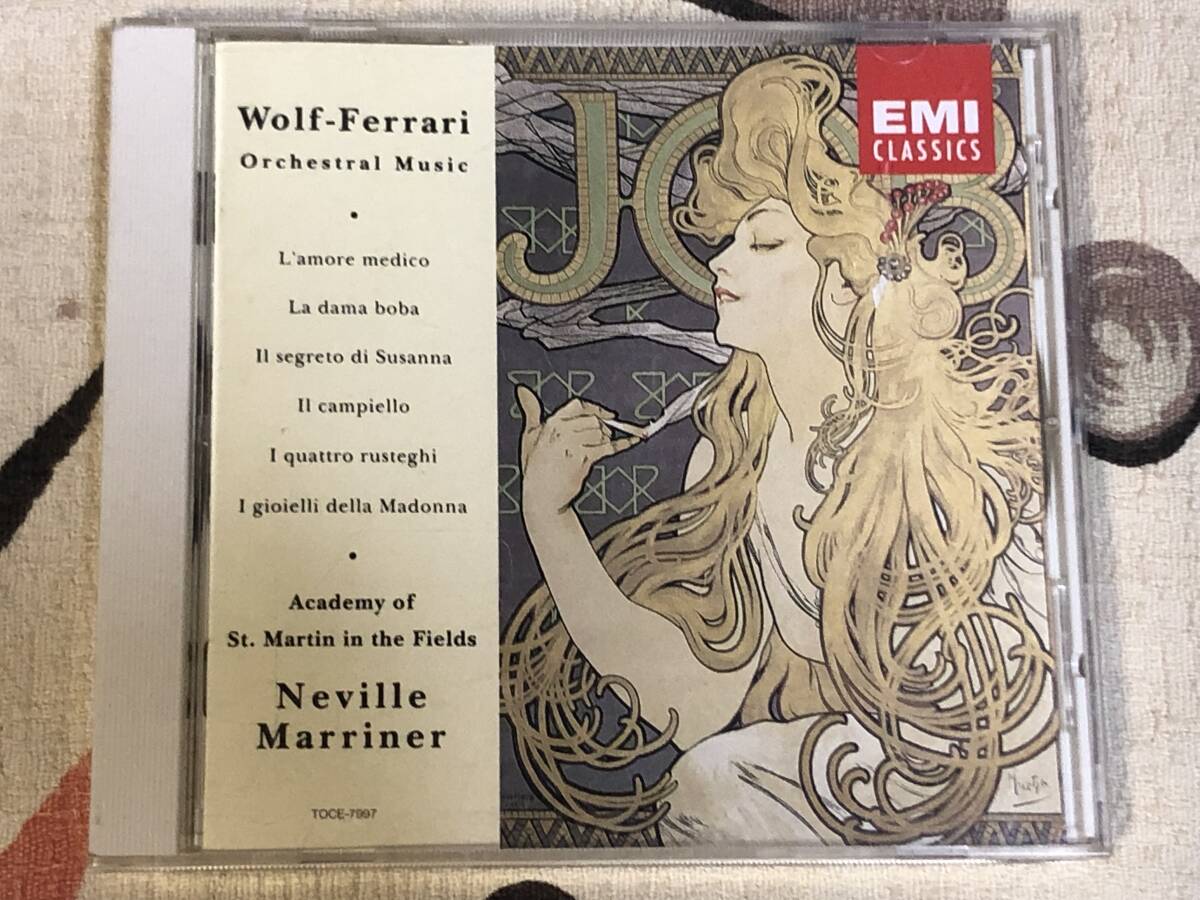 Wolf-Ferrari
Orchestral Music
•
L'amore medico
La dama boba
Il segreto di Susanna
Il campiello
I quattro rusteghi
I gioielli della Madonna
•
Academy of
St. Martin in the Fields
Neville
Marriner
TOCE-7997
JOB
EMI
CLASSICS
Mucha